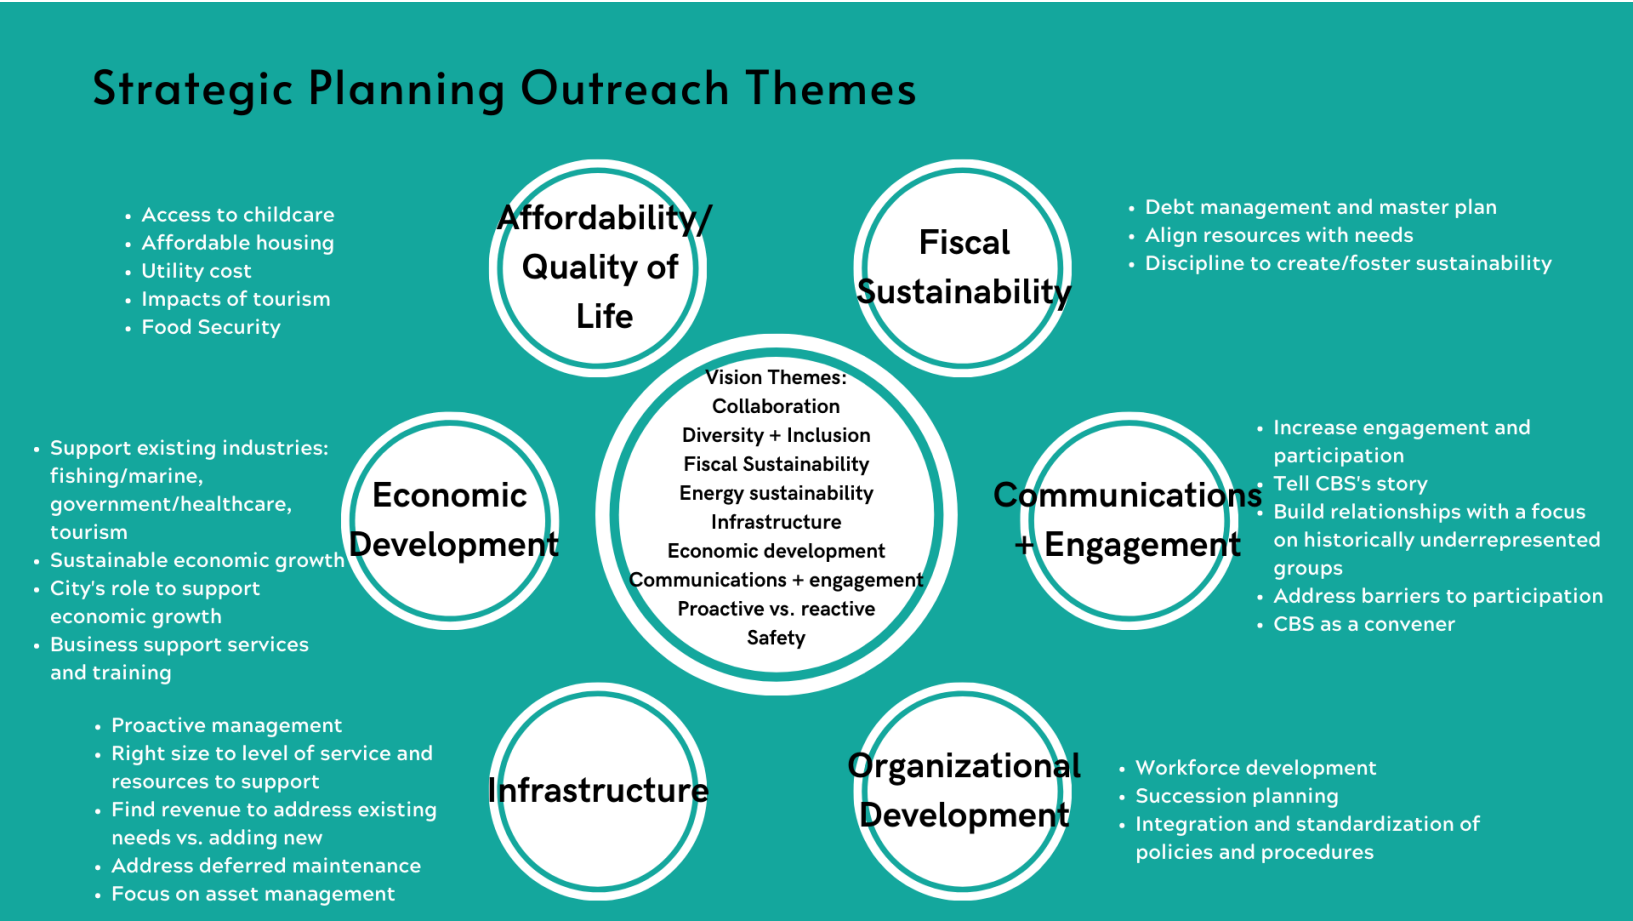 Strategic Planning Outreach Themes
• Access to childcare
• Affordable housing
• Utility cost
• Impacts of tourism
• Food Security
Affordability/
Quality of
Life
Fiscal
Sustainability
• Debt management and master plan
• Align resources with needs
• Discipline to create/foster sustainability
• Support existing industries:
fishing/marine,
government/healthcare,
tourism
• Sustainable economic growth
• City's role to support
economic growth
• Business support services
and training
Economic
Development
Vision Themes:
Collaboration
Diversity + Inclusion
Fiscal Sustainability
Energy sustainability
Infrastructure
Economic development
Communications + engagement
Proactive vs. reactive
Safety
Communications
+ Engagement
• Increase engagement and
participation
• Tell CBS's story
• Build relationships with a focus
on historically underrepresented
groups
• Address barriers to participation
• CBS as a convener
• Proactive management
• Right size to level of service and
resources to support
• Find revenue to address existing
needs vs. adding new
• Address deferred maintenance
• Focus on asset management
Infrastructure
Organizational
Development
• Workforce development
• Succession planning
• Integration and standardization of
policies and procedures